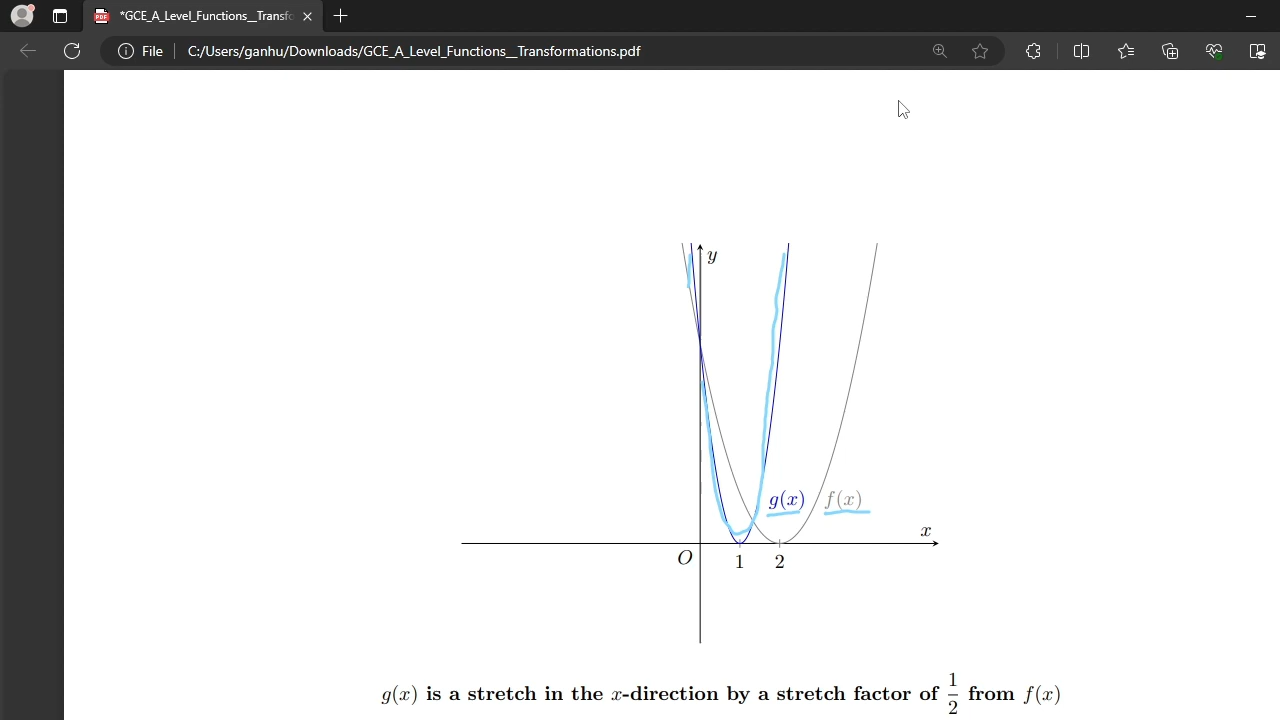 *GCE_A_Level_Functions__Transfo
File C:/Users/ganhu/Downloads/GCE_A_Level_Functions__Transformations.pdf
y
g(x) f(x)
x
O 1 2
g(x) is a stretch in the x-direction by a stretch factor of 1/2 from f(x)